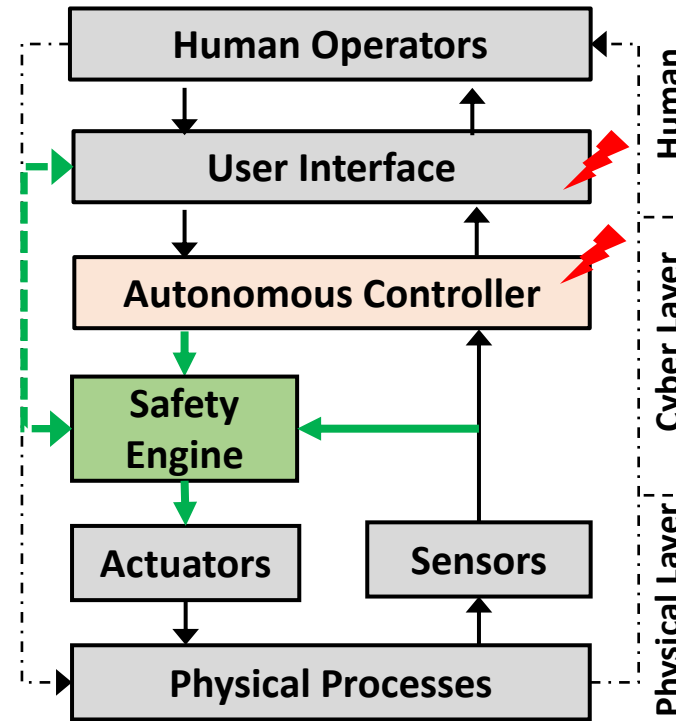 Human Operators
User Interface
Autonomous Controller
Safety
Engine
Actuators
Sensors
Physical Processes
Human
Cyber Layer
Physical Layer